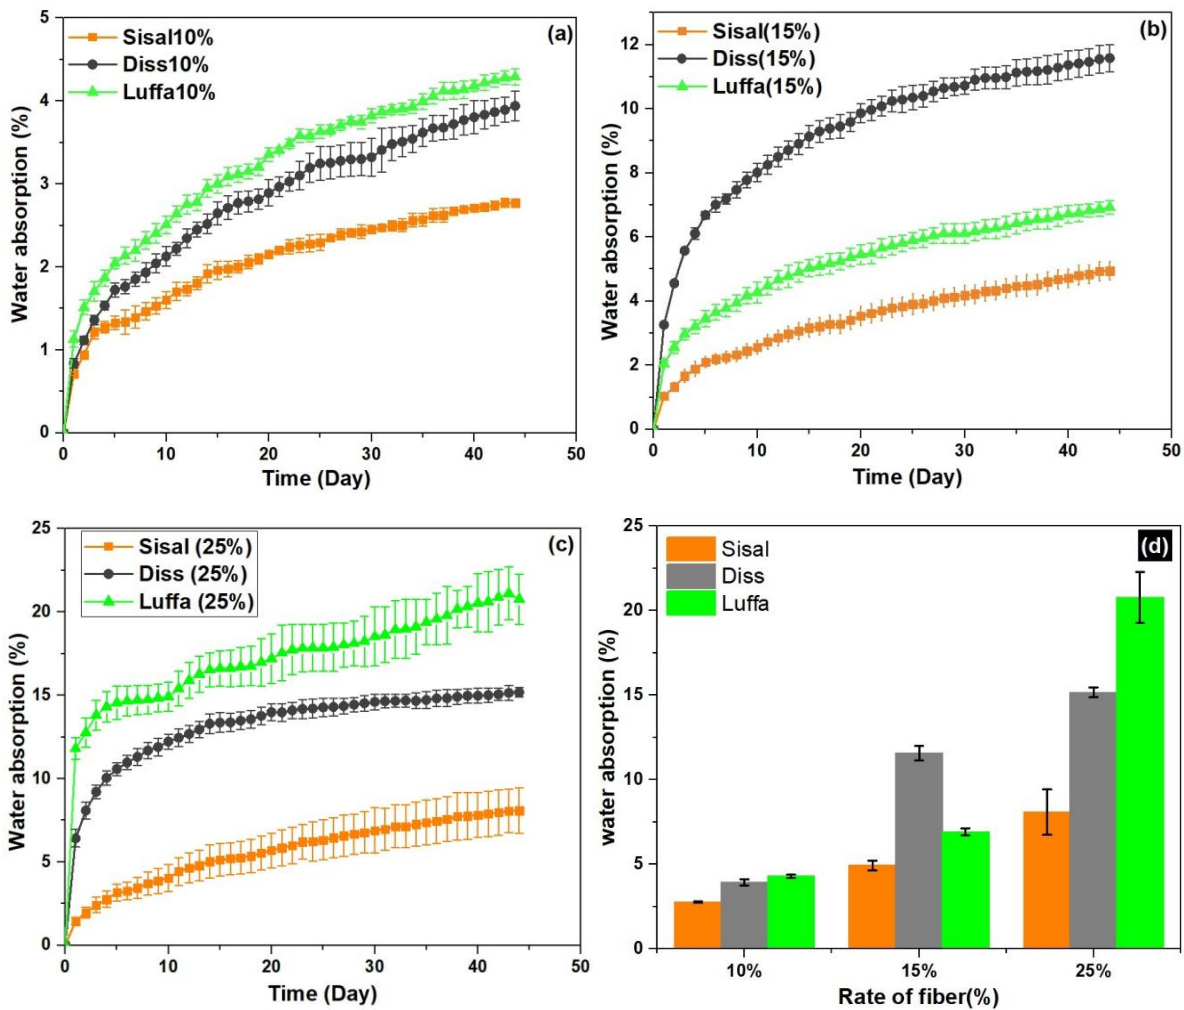 (a)
Sisal10%
Diss10%
Luffa10%
Water absorption (%)
5
4
3
2
1
0
0 10 20 30 40 50
Time (Day)
(b)
Sisal(15%)
Diss(15%)
Luffa(15%)
Water absorption (%)
12
10
8
6
4
2
0
0 10 20 30 40 50
Time (Day)
(c)
Sisal (25%)
Diss (25%)
Luffa (25%)
Water absorption (%)
25
20
15
10
5
0
0 10 20 30 40 50
Time (Day)
(d)
Sisal
Diss
Luffa
water absorption (%)
25
20
15
10
5
0
10% 15% 25%
Rate of fiber(%)